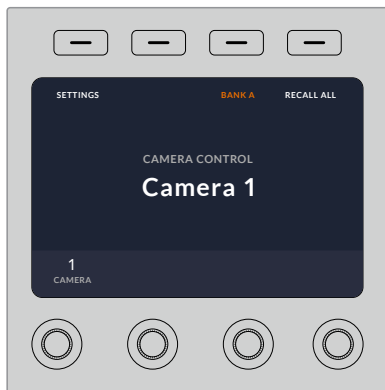 SETTINGS BANK A RECALL ALL
CAMERA CONTROL
Camera 1
1
CAMERA